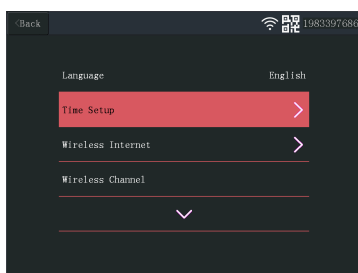 <Back
1983397686
Language English
Time Setup
Wireless Internet
Wireless Channel